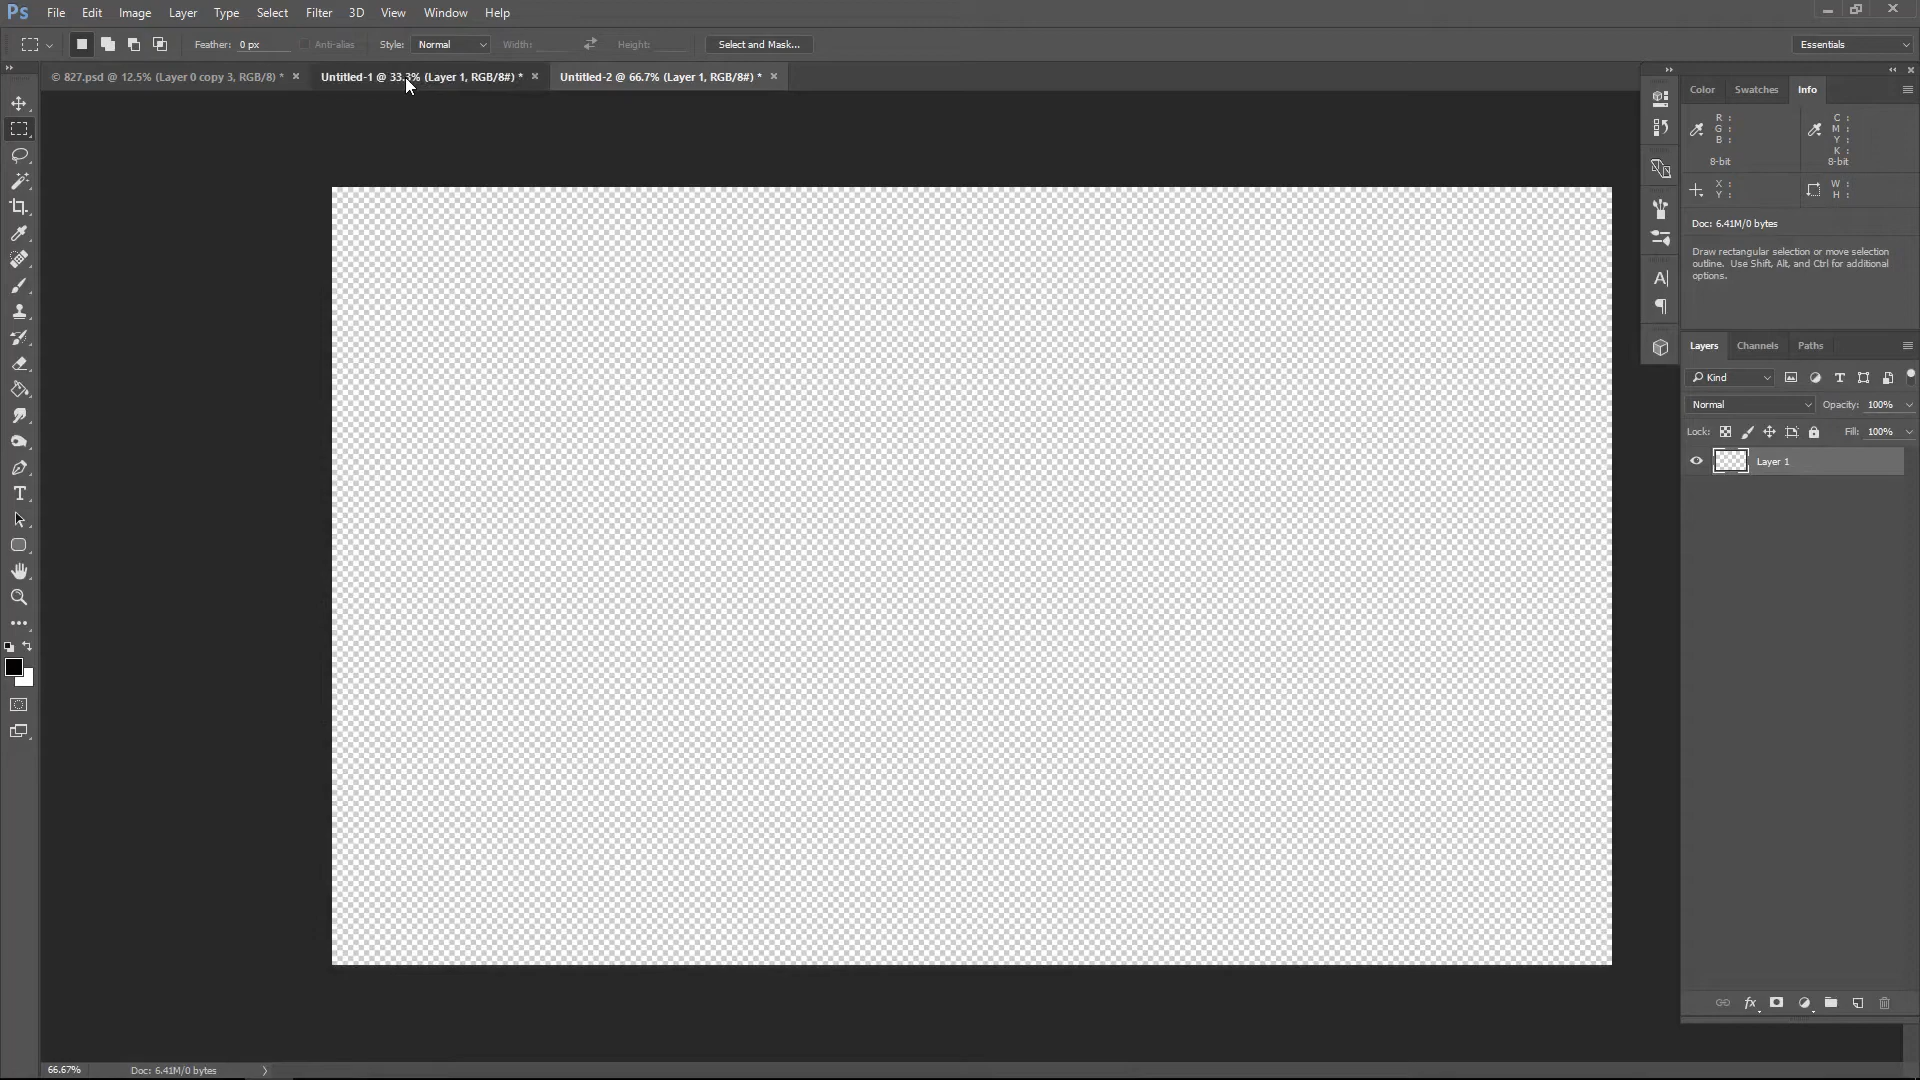 Ps File Edit Image Layer Type Select Filter 3D View Window Help
Feather: 0 px Anti-alias Style: Normal Width: Height: Select and Mask... Essentials
© 827.psd @ 12.5% (Layer 0 copy 3, RGB/8) * × Untitled-1 @ 33.3% (Layer 1, RGB/8#) * × Untitled-2 @ 66.7% (Layer 1, RGB/8#) * ×
Color Swatches Info
R :
G :
B :
8-bit
C :
M :
Y :
K :
8-bit
X :
Y :
W :
H :
Doc: 6.41M/0 bytes
Draw rectangular selection or move selection
outline. Use Shift, Alt, and Ctrl for additional
options.
Layers Channels Paths
Kind
Normal Opacity: 100%
Lock: Fill: 100%
Layer 1
fx
66.67% Doc: 6.41M/0 bytes